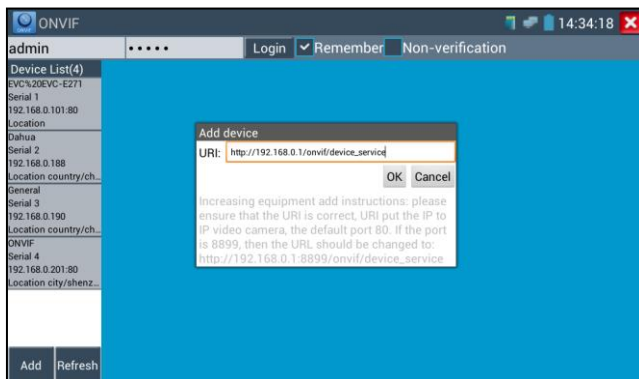 ONVIF
14:34:18
admin
•••••
Login
Remember
Non-verification
Device List(4)
EVC%20EVC-E271
Serial 1
192.168.0.101:80
Location
Dahua
Serial 2
192.168.0.188
Location country/ch...
General
Serial 3
192.168.0.190
Location country/ch...
ONVIF
Serial 4
192.168.0.201:80
Location city/shenz...
Add
Refresh
Add device
URI: http://192.168.0.1/onvif/device_service
OK
Cancel
Increasing equipment add instructions: please
ensure that the URI is correct, URI put the IP to
IP video camera, the default port 80. If the port
is 8899, then the URL should be changed to:
http://192.168.0.1:8899/onvif/device_service